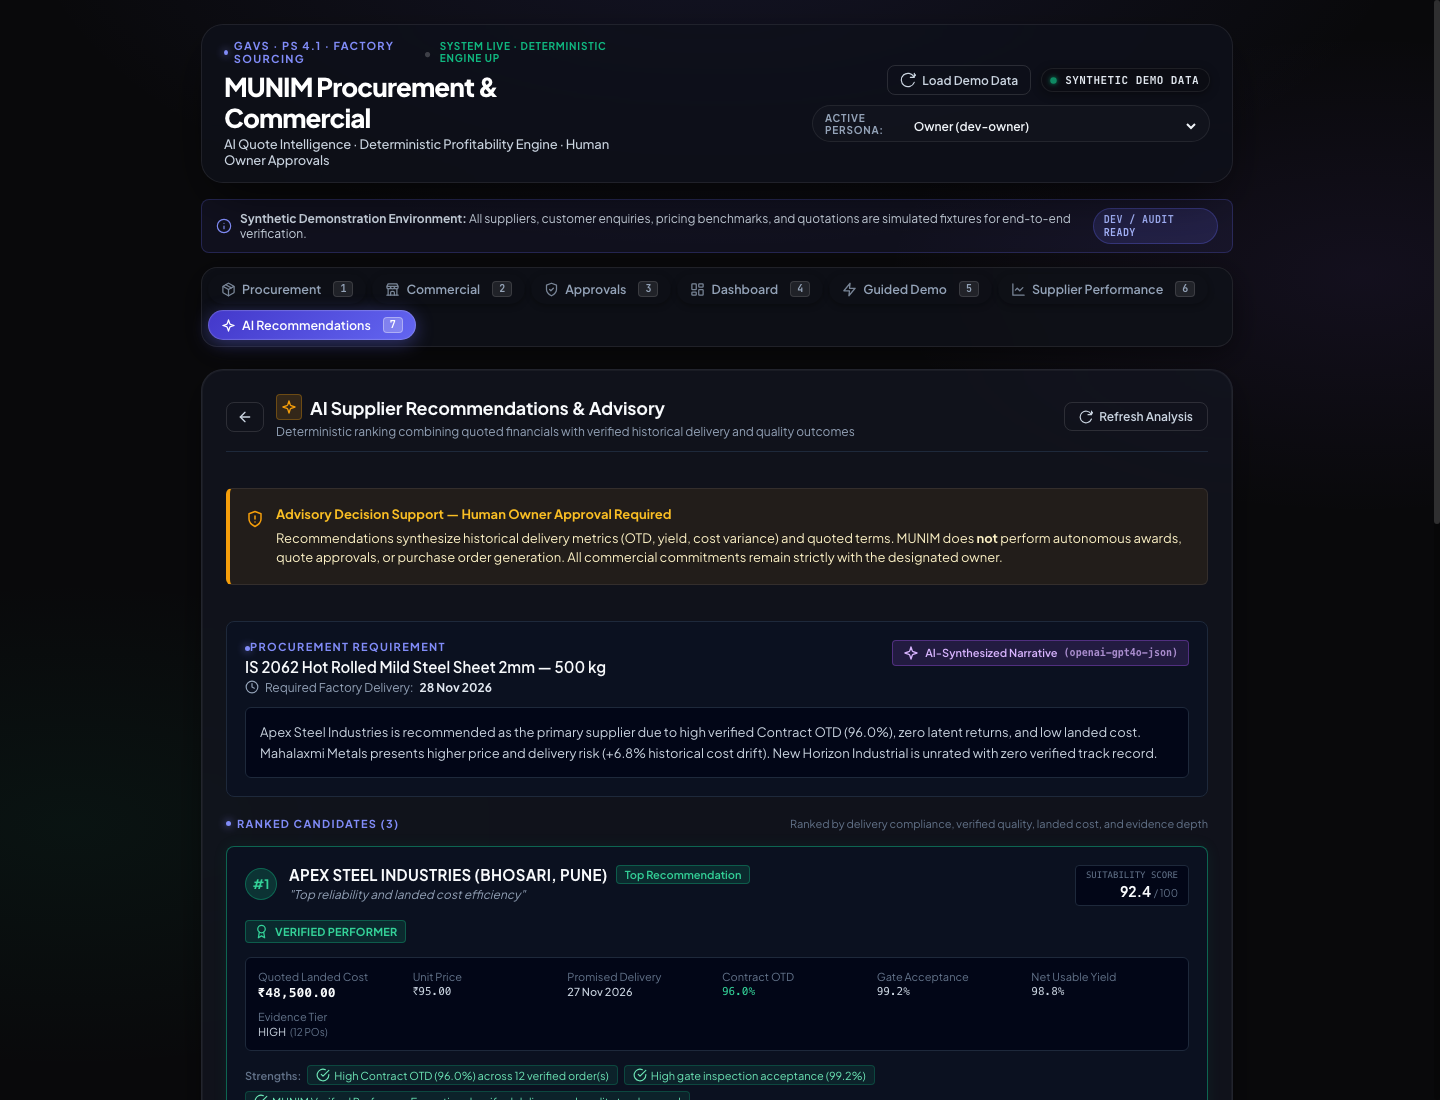 GAVS · PS 4.1 · FACTORY SOURCING
SYSTEM LIVE · DETERMINISTIC ENGINE UP
MUNIM Procurement & Commercial
AI Quote Intelligence · Deterministic Profitability Engine · Human Owner Approvals
Load Demo Data
SYNTHETIC DEMO DATA
ACTIVE PERSONA:
Owner (dev-owner)
Synthetic Demonstration Environment: All suppliers, customer enquiries, pricing benchmarks, and quotations are simulated fixtures for end-to-end verification.
DEV / AUDIT READY
Procurement 1
Commercial 2
Approvals 3
Dashboard 4
Guided Demo 5
Supplier Performance 6
AI Recommendations 7
AI Supplier Recommendations & Advisory
Deterministic ranking combining quoted financials with verified historical delivery and quality outcomes
Refresh Analysis
Advisory Decision Support — Human Owner Approval Required
Recommendations synthesize historical delivery metrics (OTD, yield, cost variance) and quoted terms. MUNIM does not perform autonomous awards,
quote approvals, or purchase order generation. All commercial commitments remain strictly with the designated owner.
PROCUREMENT REQUIREMENT
IS 2062 Hot Rolled Mild Steel Sheet 2mm — 500 kg
Required Factory Delivery: 28 Nov 2026
AI-Synthesized Narrative (openai-gpt4o-json)
Apex Steel Industries is recommended as the primary supplier due to high verified Contract OTD (96.0%), zero latent returns, and low landed cost.
Mahalaxmi Metals presents higher price and delivery risk (+6.8% historical cost drift). New Horizon Industrial is unrated with zero verified track record.
RANKED CANDIDATES (3)
Ranked by delivery compliance, verified quality, landed cost, and evidence depth
#1
APEX STEEL INDUSTRIES (BHOSARI, PUNE)
Top Recommendation
"Top reliability and landed cost efficiency"
SUITABILITY SCORE
92.4 / 100
VERIFIED PERFORMER
Quoted Landed Cost
₹48,500.00
Unit Price
₹95.00
Promised Delivery
27 Nov 2026
Contract OTD
96.0%
Gate Acceptance
99.2%
Net Usable Yield
98.8%
Evidence Tier
HIGH (12 POs)
Strengths:
High Contract OTD (96.0%) across 12 verified order(s)
High gate inspection acceptance (99.2%)